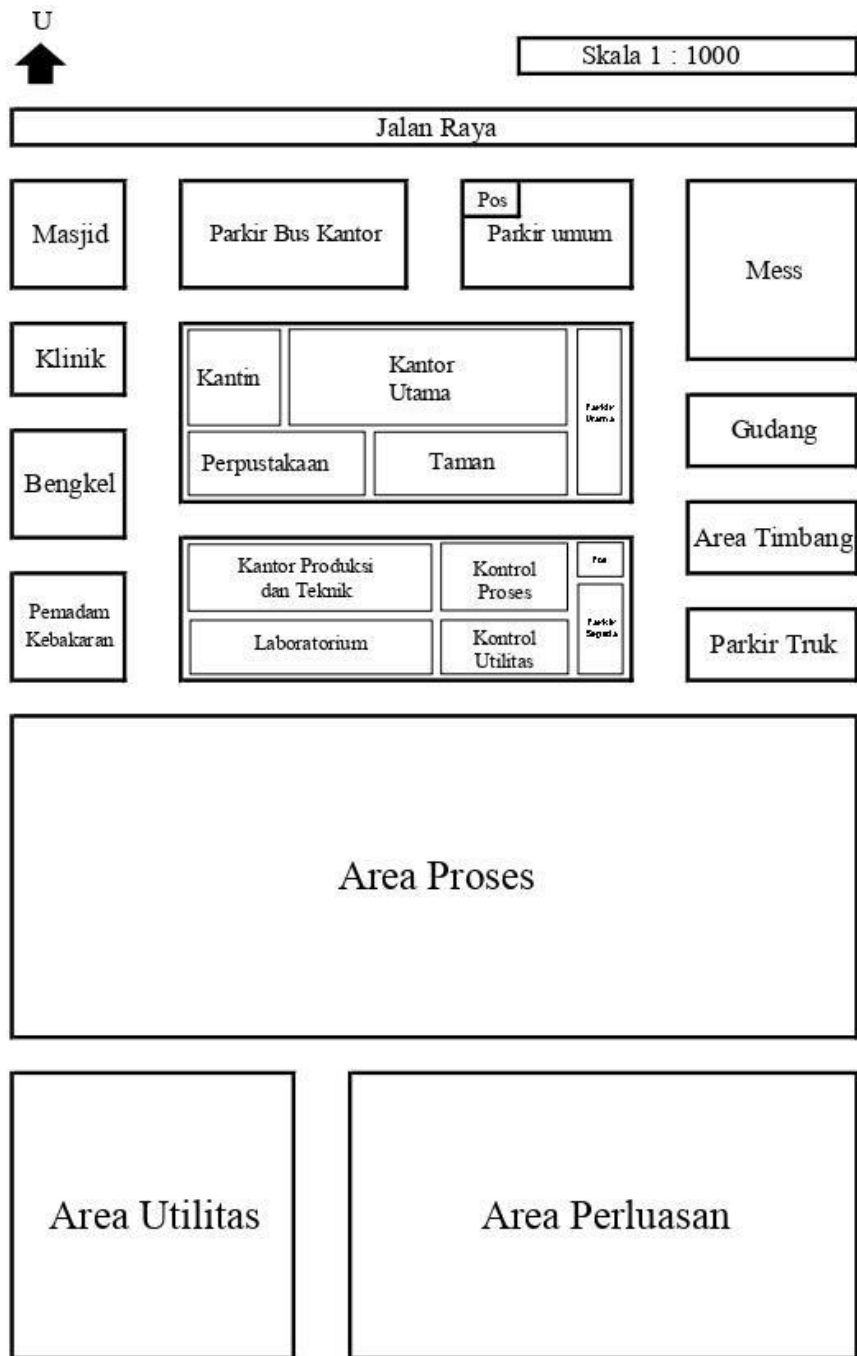 U
Skala 1 : 1000
Jalan Raya
Masjid
Parkir Bus Kantor
Pos
Parkir umum
Mess
Klinik
Kantin
Kantor
Utama
Parkir
Utama
Gudang
Perpustakaan
Taman
Bengkel
Area Timbang
Kantor Produksi
dan Teknik
Kontrol
Proses
Pos
Pemadam
Kebakaran
Laboratorium
Kontrol
Utilitas
Parkir
Sepeda
Parkir Truk
Area Proses
Area Utilitas
Area Perluasan